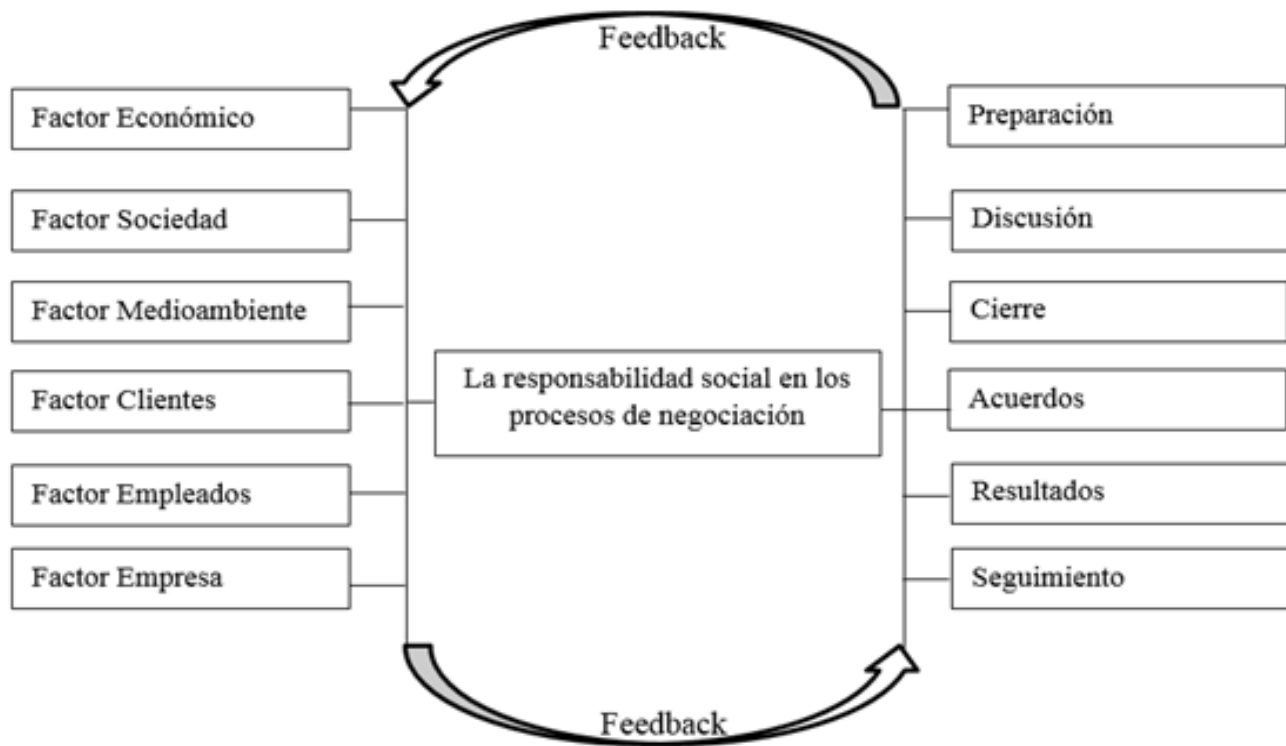 Feedback
Factor Económico
Factor Sociedad
Factor Medioambiente
Factor Clientes
Factor Empleados
Factor Empresa
La responsabilidad social en los
procesos de negociación
Preparación
Discusión
Cierre
Acuerdos
Resultados
Seguimiento
Feedback